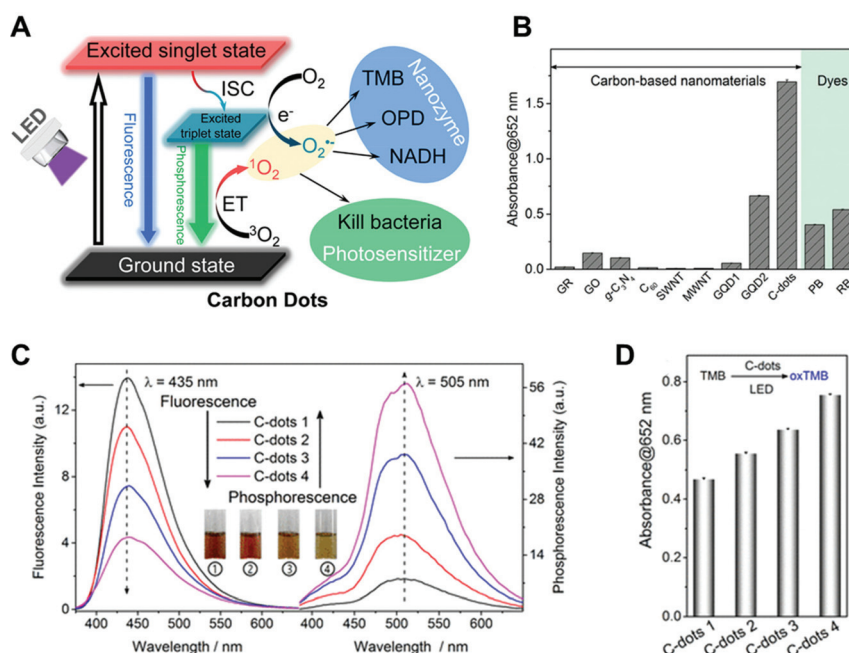 A
Excited singlet state
ISC
Excited
triplet state
LED
Fluorescence
Phosphorescence
O₂
e⁻
O₂•⁻
¹O₂
ET
³O₂
Ground state
Carbon Dots
TMB
OPD
NADH
Nanozyme
Kill bacteria
Photosensitizer
B
Carbon-based nanomaterials
Dyes
Absorbance@652 nm
1.5
1.0
0.5
0.0
GR
GO
g-C₃N₄
C₆₀
SWNT
MWNT
GQD1
GQD2
C-dots
PB
RB
C
λ = 435 nm
Fluorescence
C-dots 1
C-dots 2
C-dots 3
C-dots 4
Phosphorescence
① ② ③ ④
λ = 505 nm
Fluorescence Intensity (a.u.)
12
8
4
0
400 450 500 550 600
Wavelength / nm
400 450 500 550 600
Wavelength / nm
56
42
28
14
Phosphorescence Intensity (a.u.)
D
C-dots
TMB oxTMB
LED
Absorbance@652 nm
0.8
0.6
0.4
0.2
0.0
C-dots 1
C-dots 2
C-dots 3
C-dots 4